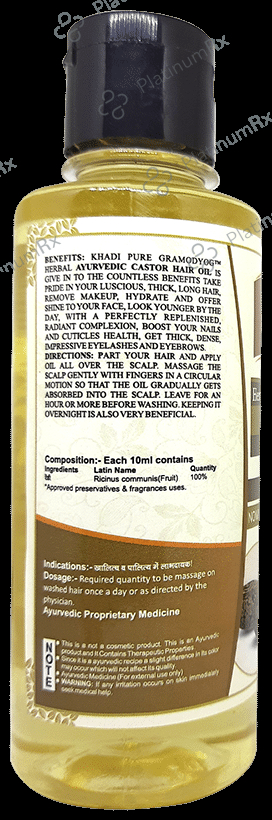 BENEFITS: KHADI PURE GRAMODYOG™
HERBAL AYURVEDIC CASTOR HAIR OIL IS
GIVE IN TO THE COUNTLESS BENEFITS TAKE
PRIDE IN YOUR LUSCIOUS, THICK, LONG HAIR,
REMOVE MAKEUP, HYDRATE AND OFFER
SHINE TO YOUR FACE, LOOK YOUNGER BY THE
DAY, WITH A PERFECTLY REPLENISHED,
RADIANT COMPLEXION, BOOST YOUR NAILS
AND CUTICLES HEALTH, GET THICK, DENSE,
IMPRESSIVE EYELASHES AND EYEBROWS.
DIRECTIONS: PART YOUR HAIR AND APPLY
OIL ALL OVER THE SCALP. MASSAGE THE
SCALP GENTLY WITH FINGERS IN A CIRCULAR
MOTION SO THAT THE OIL GRADUALLY GETS
ABSORBED INTO THE SCALP. LEAVE FOR AN
HOUR OR MORE BEFORE WASHING. KEEPING IT
OVERNIGHT IS ALSO VERY BENEFICIAL.
Composition:- Each 10ml contains
Ingredients Latin Name Quantity
Ricinus communis(Fruit) 100%
*Approved preservatives & fragrances uses.
Indications:- खालित्य व पालित्य में लाभदायक।
Dosage:- Required quantity to be massage on
washed hair once a day or as directed by the
physician.
Ayurvedic Proprietary Medicine
NOTE
• This is a not a cosmetic product. This is an Ayurvedic
product and It Contains Therapeutic Properties.
• Since it is a ayurvedic recipe a slight difference in its color
may occur which will not affect its quality.
• Ayurvedic Medicine (For external use only)
• WARNING: If any irritation occurs on skin immediately
seek medical help.
PlatinumRx
PlatinumRx
PlatinumRx